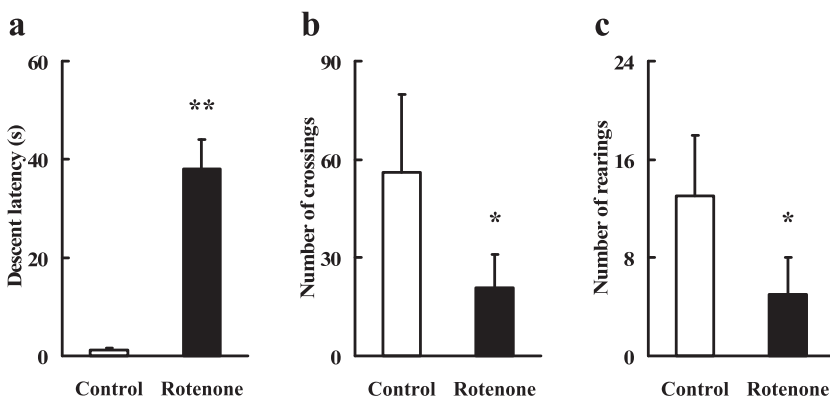 a
Descent latency (s)
60
40
20
0
**
Control Rotenone
b
Number of crossings
90
60
30
0
*
Control Rotenone
c
Number of rearings
24
16
8
0
*
Control Rotenone